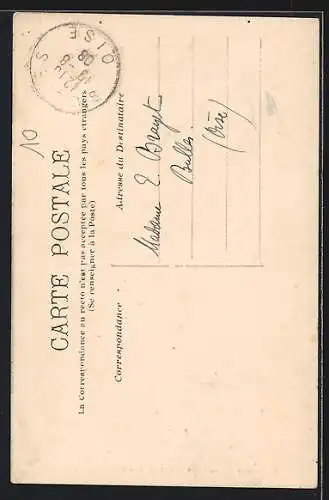 CARTE POSTALE
La Correspondance au recto n'est pas acceptée par tous les pays étrangers
(Se renseigner à la Poste)
Correspondance
Adresse du Destinataire
Madame E.
Bulles
(Oise)
10
OISE